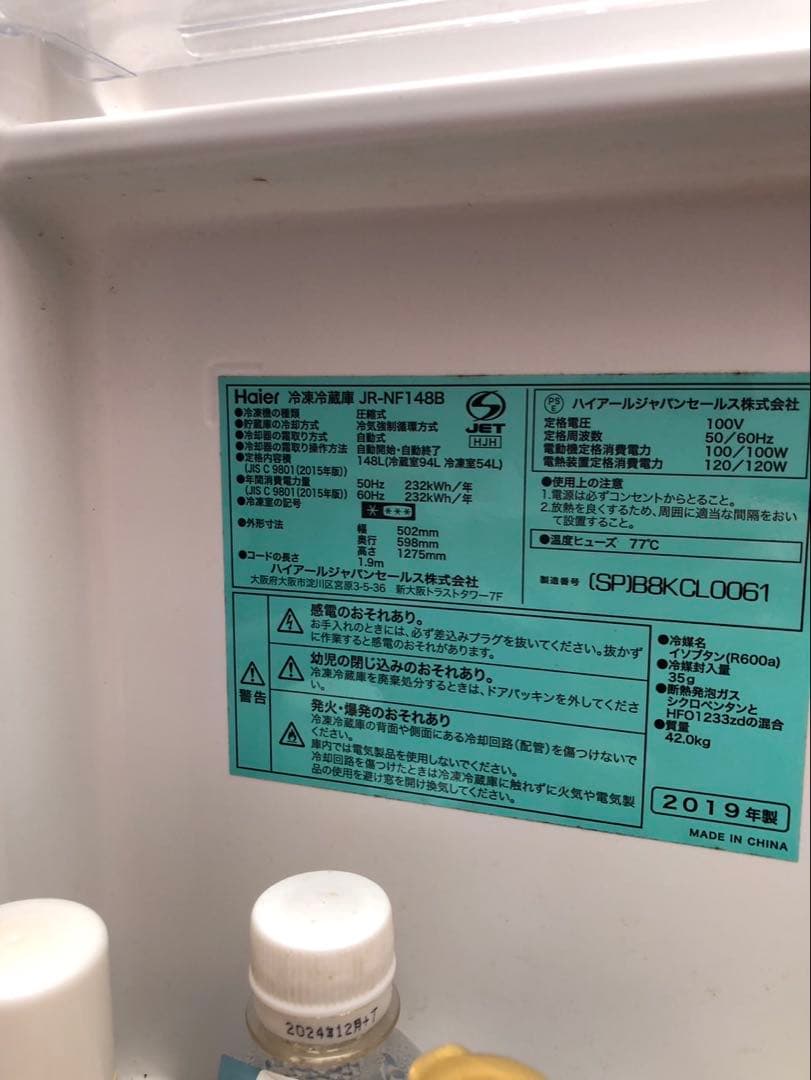 Haier 冷凍冷蔵庫 JR-NF148B
●冷凍機の種類 圧縮式
●貯蔵庫の冷却方式 冷気強制循環方式
●冷却器の霜取り方式 自動式
●冷却器の霜取り操作方法 自動開始・自動終了
●定格内容積 148L(冷蔵室94L 冷凍室54L)
(JIS C 9801(2015年版))
●年間消費電力量 50Hz 232kWh/年
(JIS C 9801(2015年版)) 60Hz 232kWh/年
●冷凍室の記号
●外形寸法 幅 502mm
奥行 598mm
高さ 1275mm
●コードの長さ 1.9m
ハイアールジャパンセールス株式会社
大阪府大阪市淀川区宮原3-5-36 新大阪トラストタワー7F
JET
HJH
PS
E
ハイアールジャパンセールス株式会社
定格電圧 100V
定格周波数 50/60Hz
電動機定格消費電力 100/100W
電熱装置定格消費電力 120/120W
●使用上の注意
1.電源は必ずコンセントからとること。
2.放熱を良くするため、周囲に適当な間隔をおい
て設置すること。
●温度ヒューズ 77℃
製造番号 (SP)B8KCL0061
警告
感電のおそれあり。
お手入れのときには、必ず差込みプラグを抜いてください。抜かず
に作業すると感電のおそれがあります。
幼児の閉じ込みのおそれあり。
冷凍冷蔵庫を廃棄処分するときは、ドアパッキンを外してくださ
い。
発火・爆発のおそれあり
冷凍冷蔵庫の背面や側面にある冷却回路(配管)を傷つけないで
ください。
庫内では電気製品を使用しないでください。
冷却回路を傷つけたときは冷凍冷蔵庫に触れずに火気や電気製
品の使用を避け窓を開け換気してください。
●冷媒名
イソブタン(R600a)
●冷媒封入量
35g
●断熱発泡ガス
シクロペンタンと
HFO1233zdの混合
●質量
42.0kg
2019年製
MADE IN CHINA
2024年12月+T